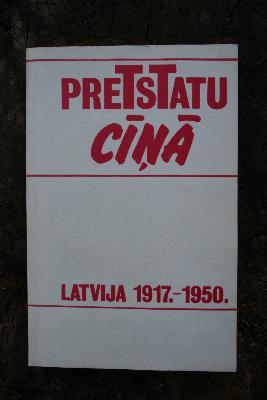 PRETSTATU
CĪŅĀ
LATVIJA 1917.-1950.